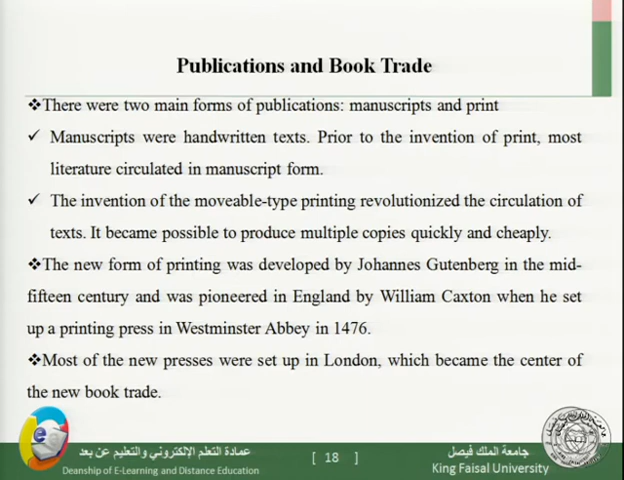 Publications and Book Trade
❖There were two main forms of publications: manuscripts and print
✓ Manuscripts were handwritten texts. Prior to the invention of print, most
literature circulated in manuscript form.
✓ The invention of the moveable-type printing revolutionized the circulation of
texts. It became possible to produce multiple copies quickly and cheaply.
❖The new form of printing was developed by Johannes Gutenberg in the mid-
fifteen century and was pioneered in England by William Caxton when he set
up a printing press in Westminster Abbey in 1476.
❖Most of the new presses were set up in London, which became the center of
the new book trade.
عمادة التعلم الإلكتروني والتعليم عن بعد
Deanship of E-Learning and Distance Education
[ 18 ]
جامعة الملك فيصل
King Faisal University